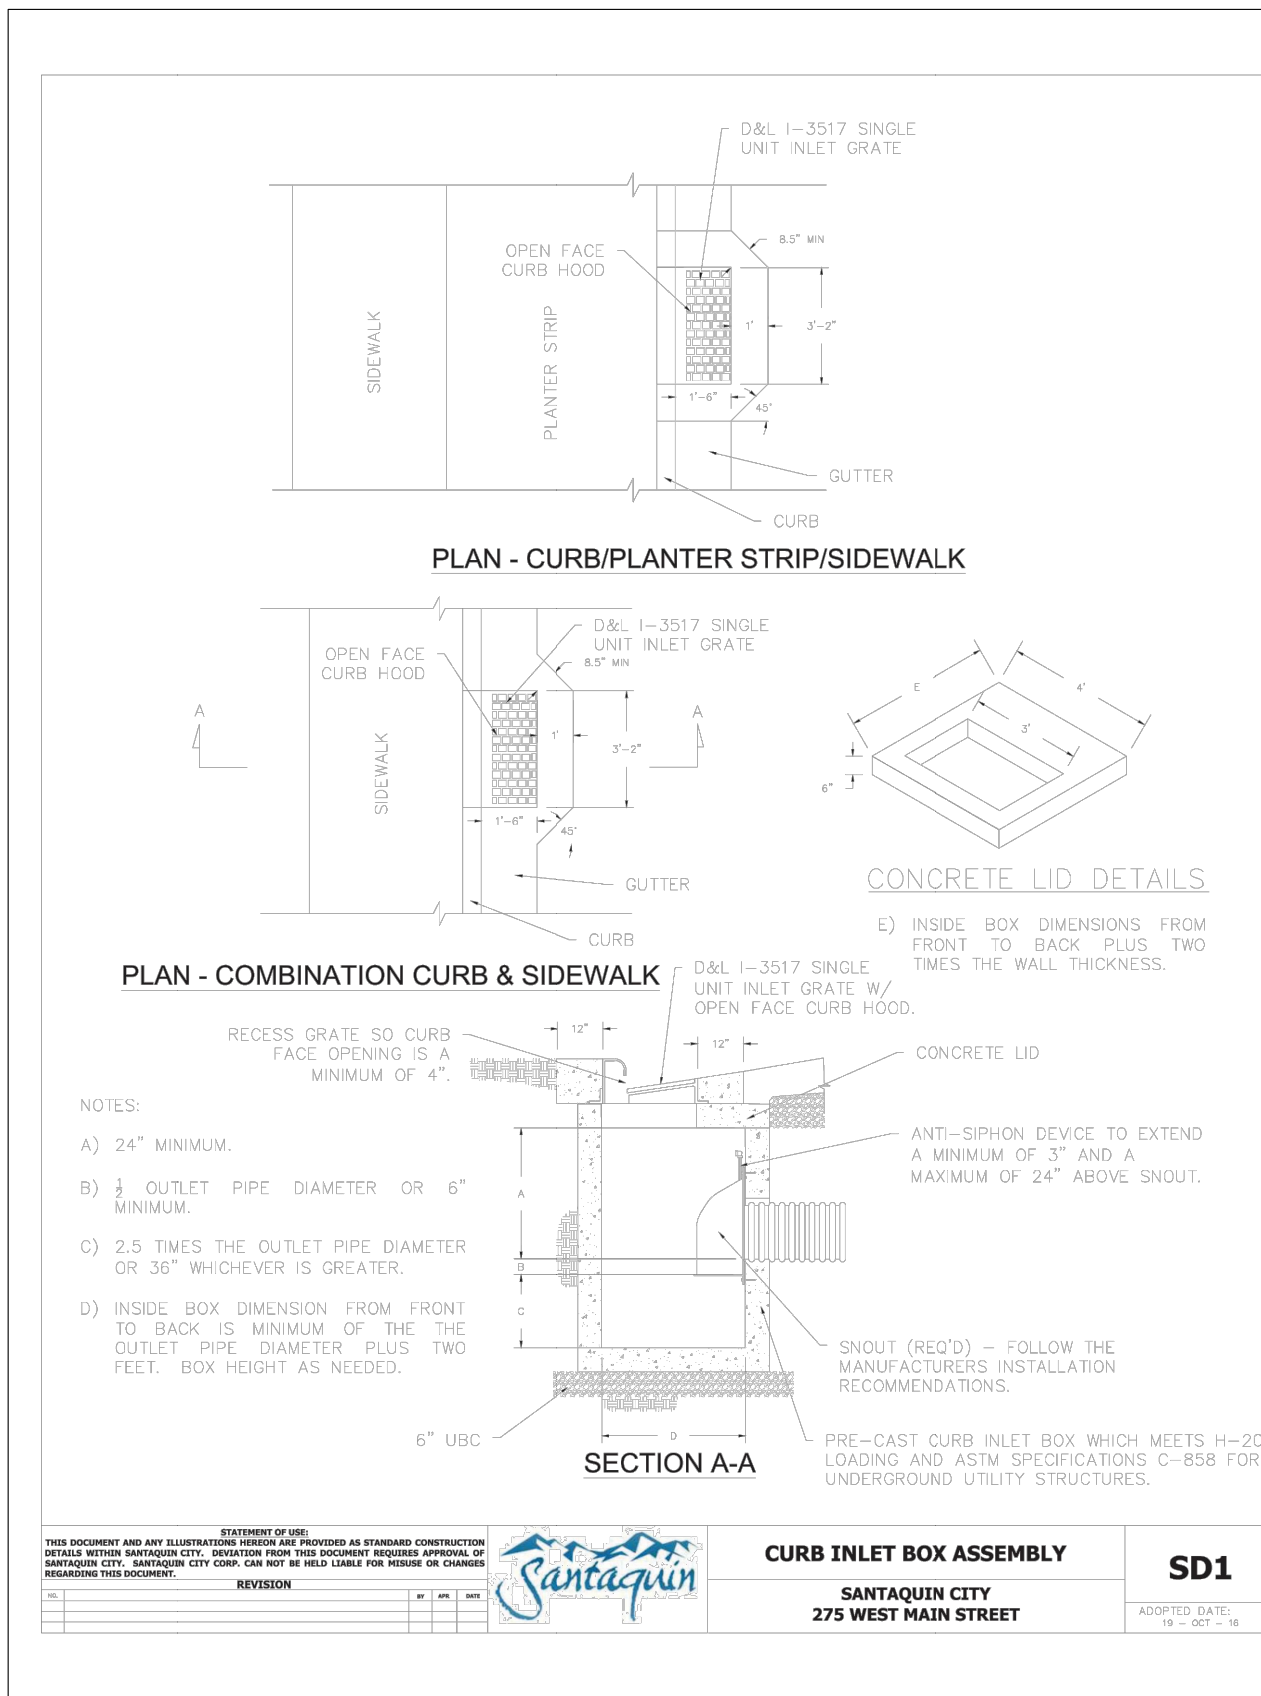 D&L I-3517 SINGLE
UNIT INLET GRATE
8.5" MIN
OPEN FACE
CURB HOOD
SIDEWALK
PLANTER STRIP
1'
3'-2"
1'-6"
45°
GUTTER
CURB
PLAN - CURB/PLANTER STRIP/SIDEWALK
D&L I-3517 SINGLE
UNIT INLET GRATE
8.5" MIN
OPEN FACE
CURB HOOD
A
A
SIDEWALK
1'
3'-2"
1'-6"
45°
GUTTER
CURB
PLAN - COMBINATION CURB & SIDEWALK
E
4'
3'
6"
CONCRETE LID DETAILS
E) INSIDE BOX DIMENSIONS FROM
FRONT TO BACK PLUS TWO
TIMES THE WALL THICKNESS.
D&L I-3517 SINGLE
UNIT INLET GRATE W/
OPEN FACE CURB HOOD.
RECESS GRATE SO CURB
FACE OPENING IS A
MINIMUM OF 4".
12"
12"
CONCRETE LID
ANTI-SIPHON DEVICE TO EXTEND
A MINIMUM OF 3" AND A
MAXIMUM OF 24" ABOVE SNOUT.
NOTES:
A) 24" MINIMUM.
B) ½ OUTLET PIPE DIAMETER OR 6"
MINIMUM.
C) 2.5 TIMES THE OUTLET PIPE DIAMETER
OR 36" WHICHEVER IS GREATER.
D) INSIDE BOX DIMENSION FROM FRONT
TO BACK IS MINIMUM OF THE THE
OUTLET PIPE DIAMETER PLUS TWO
FEET. BOX HEIGHT AS NEEDED.
A
B
C
D
SNOUT (REQ'D) - FOLLOW THE
MANUFACTURERS INSTALLATION
RECOMMENDATIONS.
6" UBC
PRE-CAST CURB INLET BOX WHICH MEETS H-20
LOADING AND ASTM SPECIFICATIONS C-858 FOR
UNDERGROUND UTILITY STRUCTURES.
SECTION A-A
STATEMENT OF USE:
THIS DOCUMENT AND ANY ILLUSTRATIONS HEREON ARE PROVIDED AS STANDARD CONSTRUCTION
DETAILS WITHIN SANTAQUIN CITY. DEVIATION FROM THIS DOCUMENT REQUIRES APPROVAL OF
SANTAQUIN CITY. SANTAQUIN CITY CORP. CAN NOT BE HELD LIABLE FOR MISUSE OR CHANGES
REGARDING THIS DOCUMENT.
REVISION
NO. BY APR DATE
Santaquin
CURB INLET BOX ASSEMBLY
SANTAQUIN CITY
275 WEST MAIN STREET
SD1
ADOPTED DATE:
19 - OCT - 16